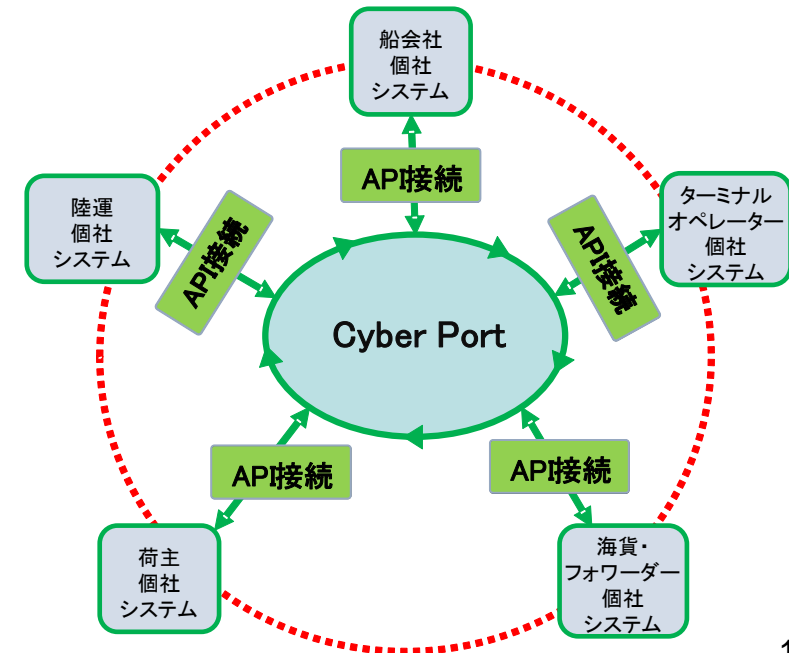 船会社
個社
システム
API接続
陸運
個社
システム
API接続
ターミナル
オペレーター
個社
システム
API接続
Cyber Port
API接続
API接続
荷主
個社
システム
海貨・
フォワーダー
個社
システム
1